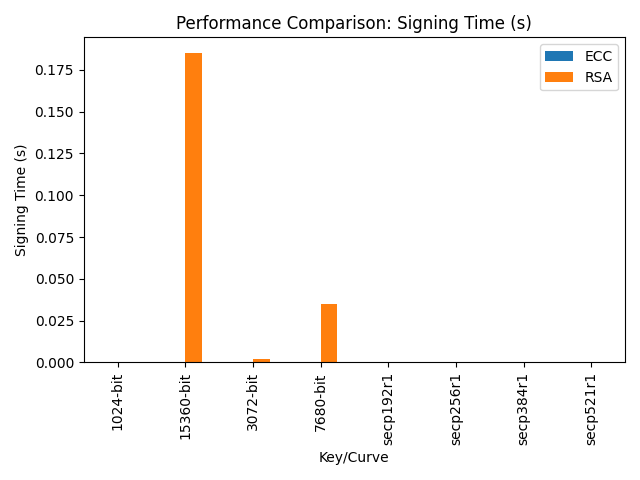 Performance Comparison: Signing Time (s)
ECC
RSA
Signing Time (s)
0.175
0.150
0.125
0.100
0.075
0.050
0.025
0.000
1024-bit
15360-bit
3072-bit
7680-bit
secp192r1
secp256r1
secp384r1
secp521r1
Key/Curve